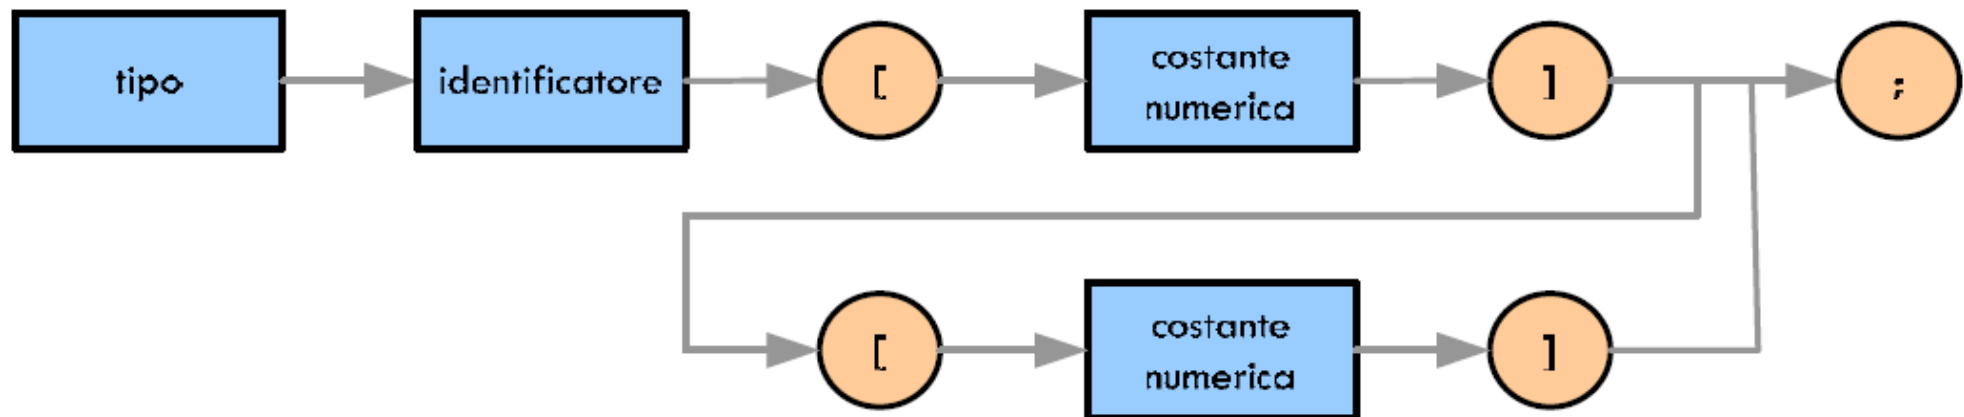 tipo
identificatore
[
costante
numerica
]
;
[
costante
numerica
]